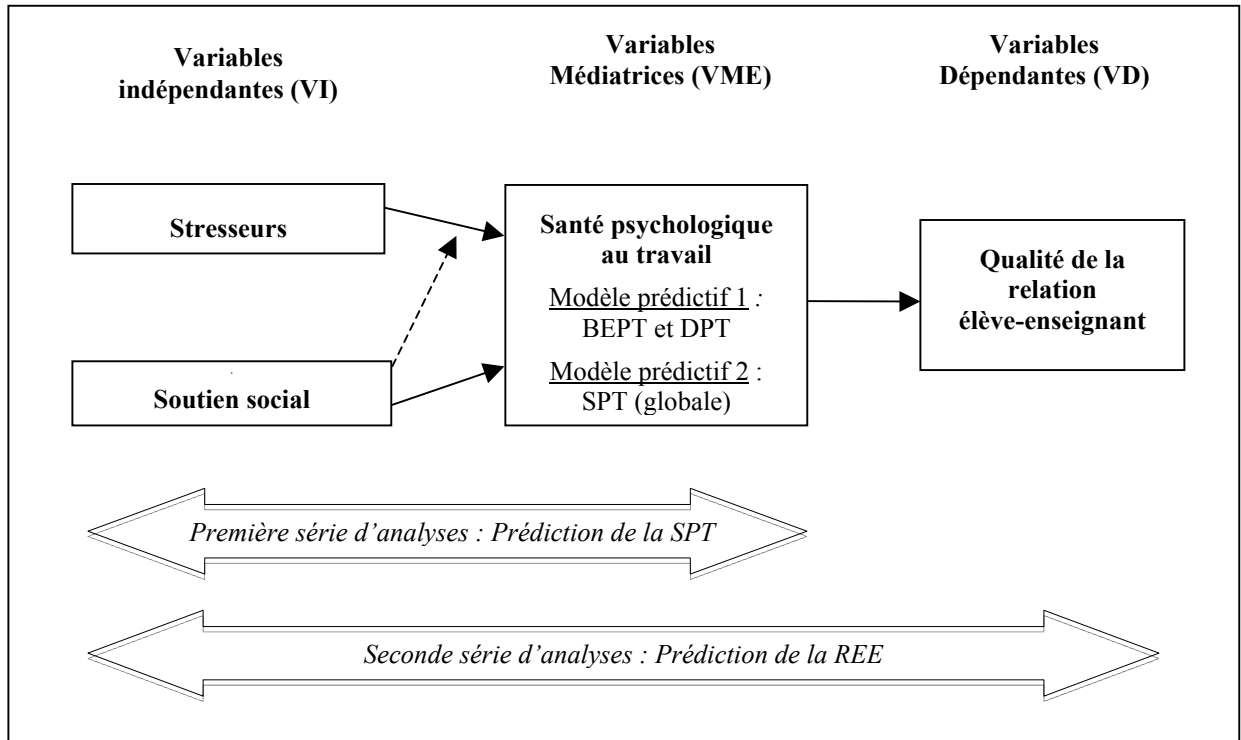 Variables
indépendantes (VI)
Variables
Médiatrices (VME)
Variables
Dépendantes (VD)
Stresseurs
Soutien social
Santé psychologique
au travail
Modèle prédictif 1 :
BEPT et DPT
Modèle prédictif 2 :
SPT (globale)
Qualité de la
relation
élève-enseignant
Première série d’analyses : Prédiction de la SPT
Seconde série d’analyses : Prédiction de la REE